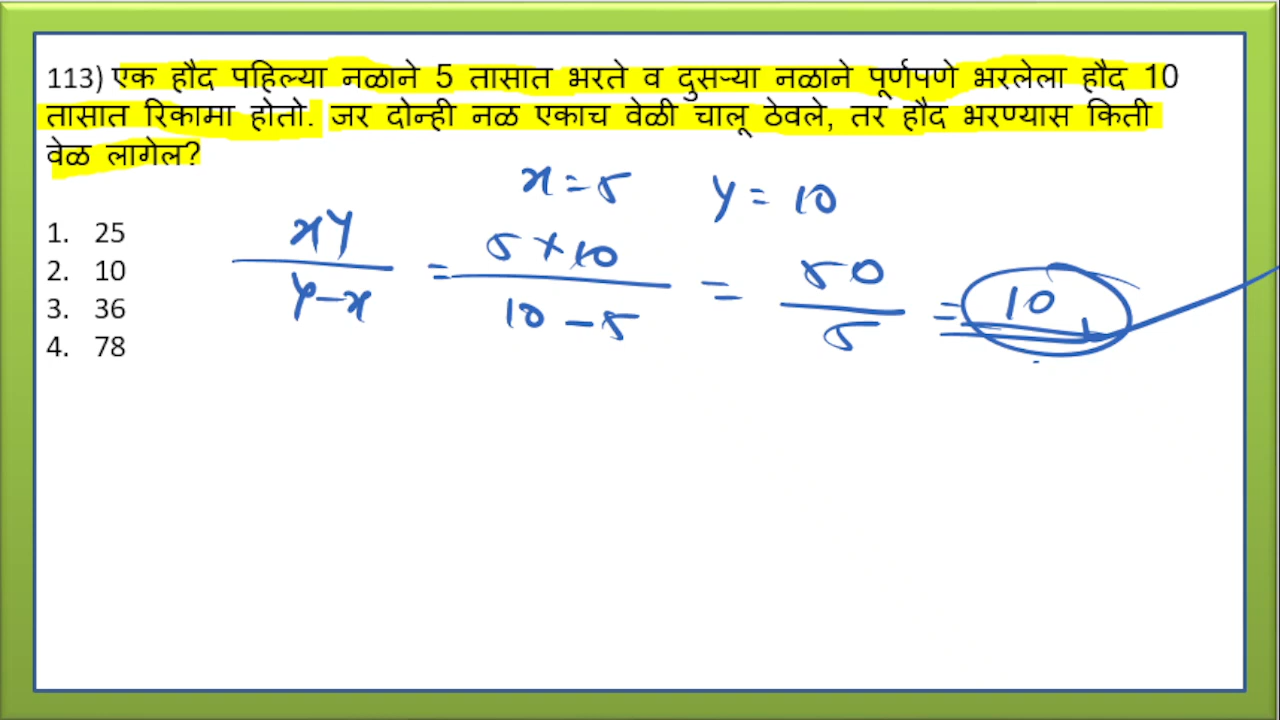 113) एक हौद पहिल्या नळाने 5 तासात भरते व दुसऱ्या नळाने पूर्णपणे भरलेला हौद 10
तासात रिकामा होतो. जर दोन्ही नळ एकाच वेळी चालू ठेवले, तर हौद भरण्यास किती
वेळ लागेल?
x = 5 y = 10
1. 25
2. 10
3. 36
4. 78
xy / y-x = 5 × 10 / 10 - 5 = 50 / 5 = 10